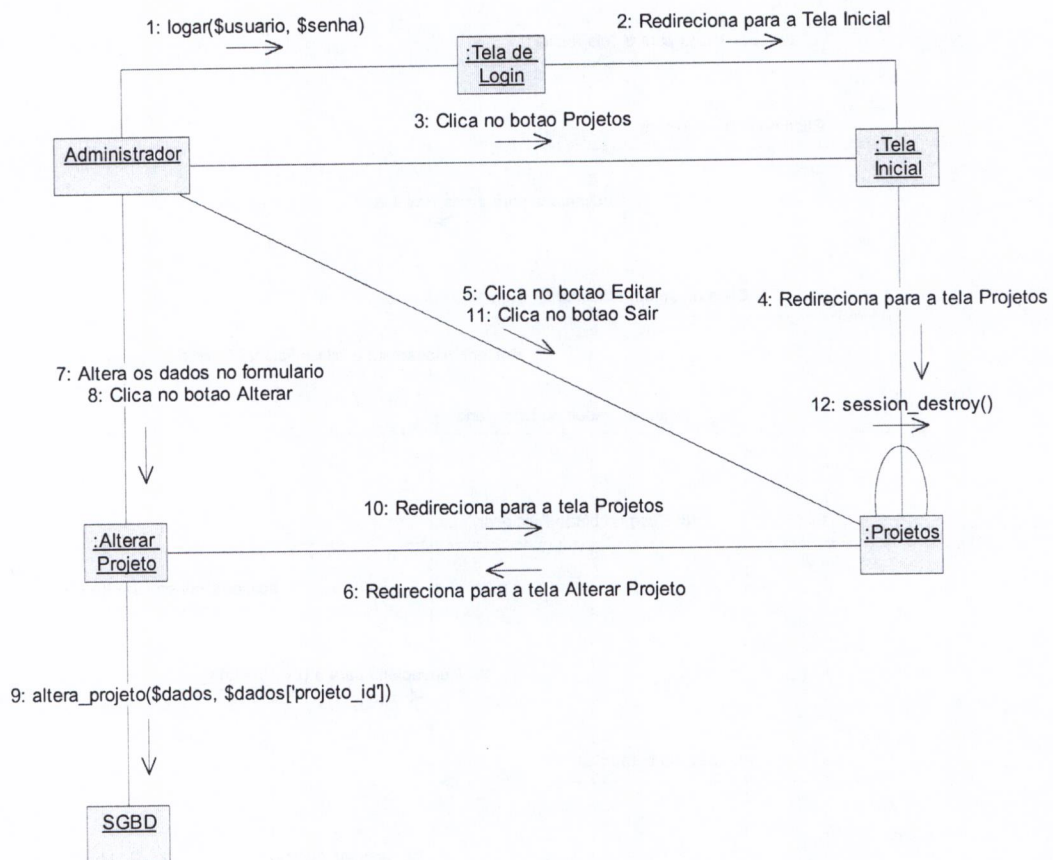 1: logar($usuario, $senha)
2: Redireciona para a Tela Inicial
:Tela de
Login
3: Clica no botao Projetos
Administrador
:Tela
Inicial
5: Clica no botao Editar
11: Clica no botao Sair
4: Redireciona para a tela Projetos
7: Altera os dados no formulario
8: Clica no botao Alterar
12: session_destroy()
10: Redireciona para a tela Projetos
:Alterar
Projeto
:Projetos
6: Redireciona para a tela Alterar Projeto
9: altera_projeto($dados, $dados['projeto_id'])
SGBD